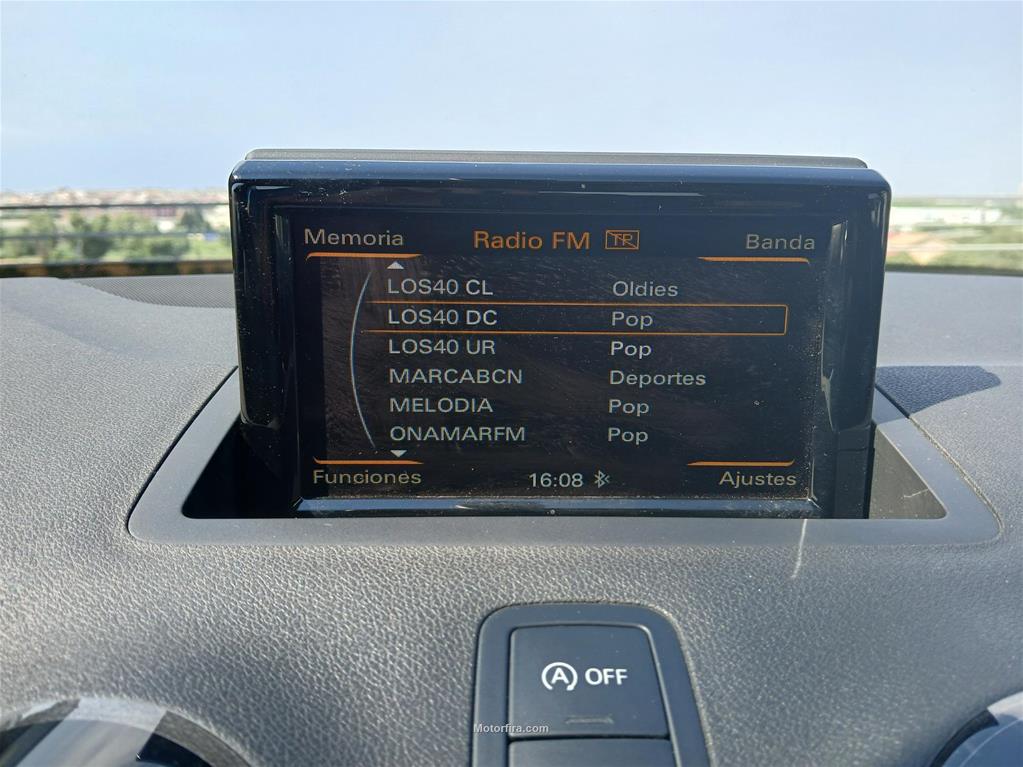 Memoria Radio FM TP Banda
LOS40 CL Oldies
LOS40 DC Pop
LOS40 UR Pop
MARCABCN Deportes
MELODIA Pop
ONAMARFM Pop
Funciones 16:08 Ajustes
A OFF
Motorfira.com